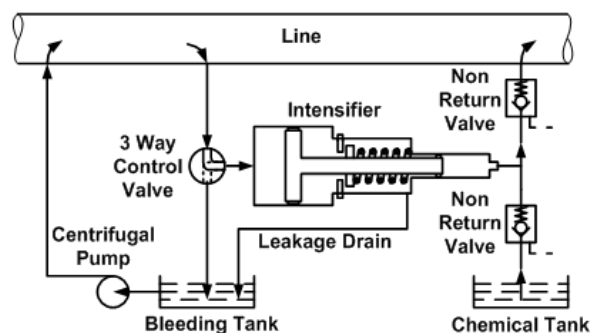 Line
Non
Return
Valve
Intensifier
3 Way
Control
Valve
Non
Return
Valve
Leakage Drain
Centrifugal
Pump
Bleeding Tank
Chemical Tank